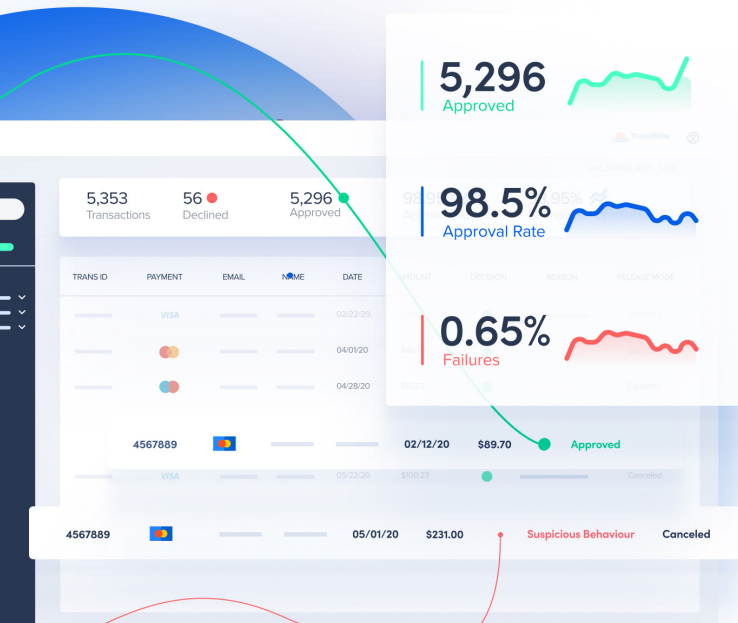 5,296
Approved
98.5%
Approval Rate
0.65%
Failures
5,353
Transactions
56
Declined
5,296
Approved
TRANS ID PAYMENT EMAIL NAME DATE AMOUNT DECISION REASON RELEASE MODE
VISA 02/22/20
04/01/20
04/28/20 Canceled
4567889 02/12/20 $89.70 Approved
VISA 05/22/20 $100.22 Canceled
4567889 05/01/20 $231.00 Suspicious Behaviour Canceled